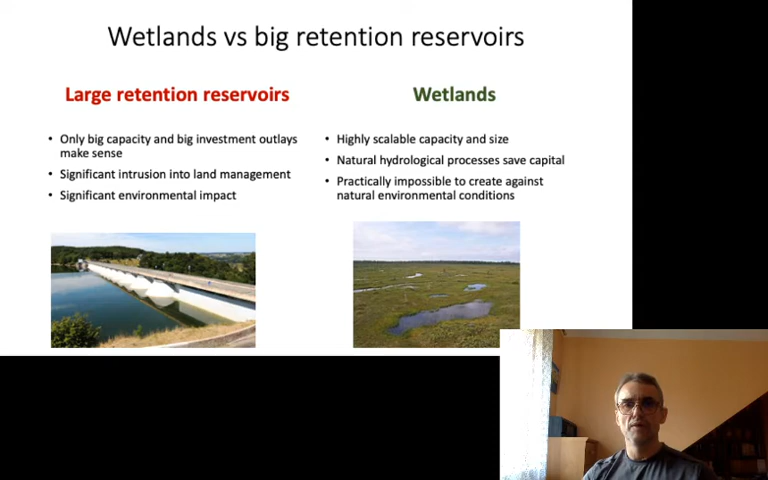 Wetlands vs big retention reservoirs
Large retention reservoirs
• Only big capacity and big investment outlays
make sense
• Significant intrusion into land management
• Significant environmental impact
Wetlands
• Highly scalable capacity and size
• Natural hydrological processes save capital
• Practically impossible to create against
natural environmental conditions